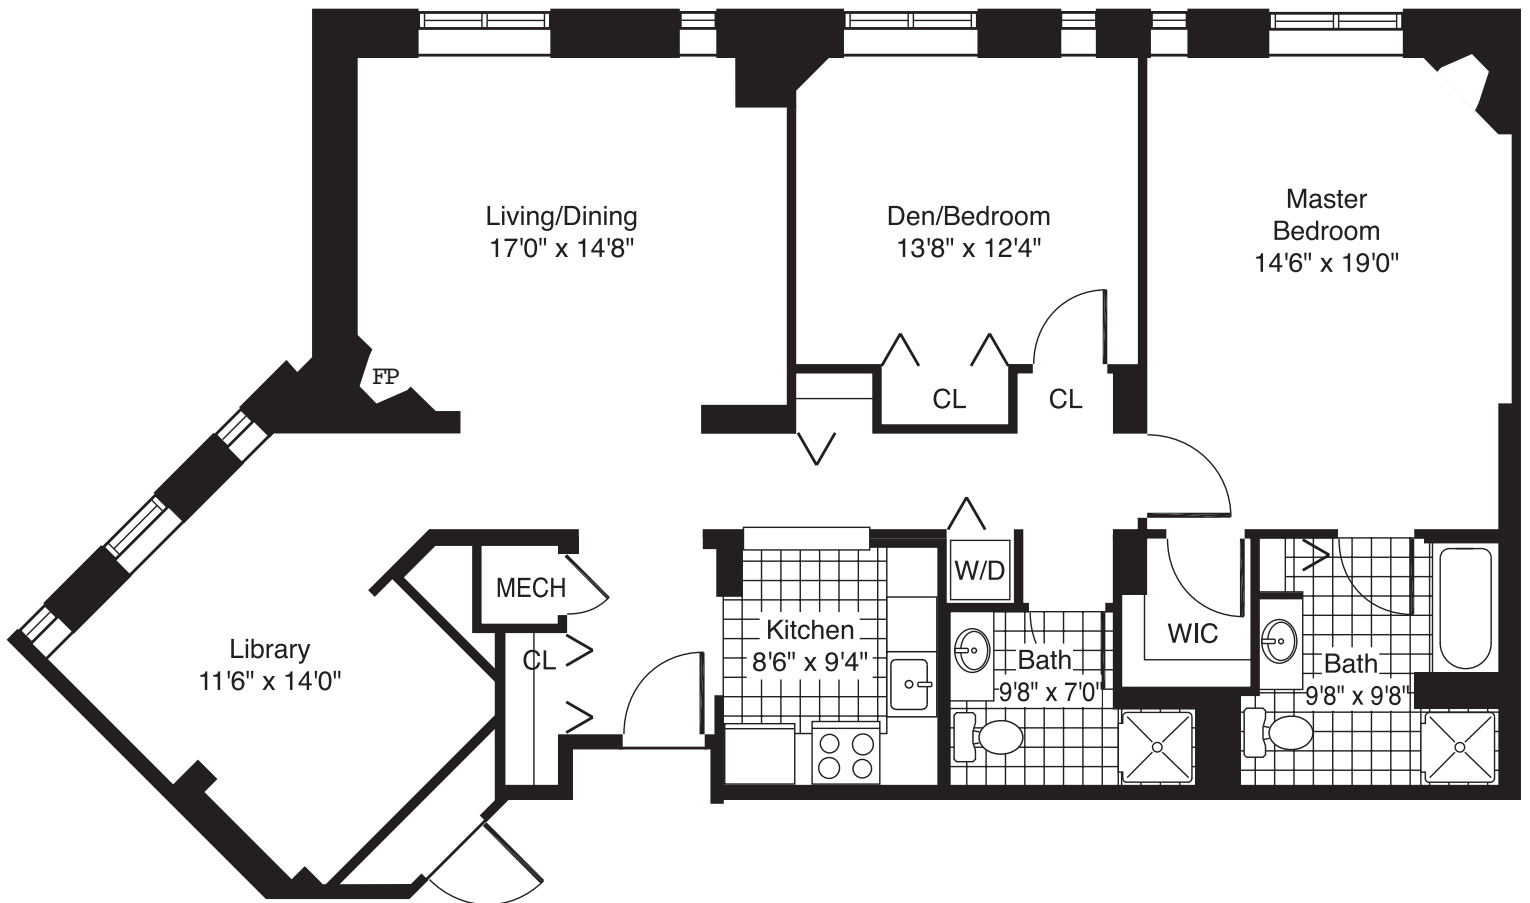 Living/Dining
17'0" x 14'8"
Den/Bedroom
13'8" x 12'4"
Master
Bedroom
14'6" x 19'0"
FP
CL
CL
MECH
W/D
Kitchen
8'6" x 9'4"
WIC
Library
11'6" x 14'0"
CL
Bath
9'8" x 7'0"
Bath
9'8" x 9'8"